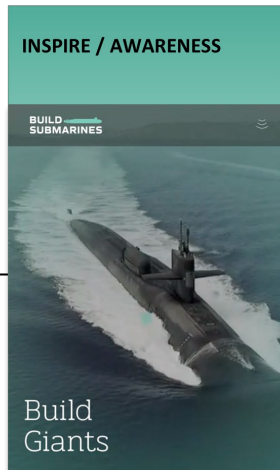 INSPIRE / AWARENESS
BUILD
SUBMARINES
Build
Giants